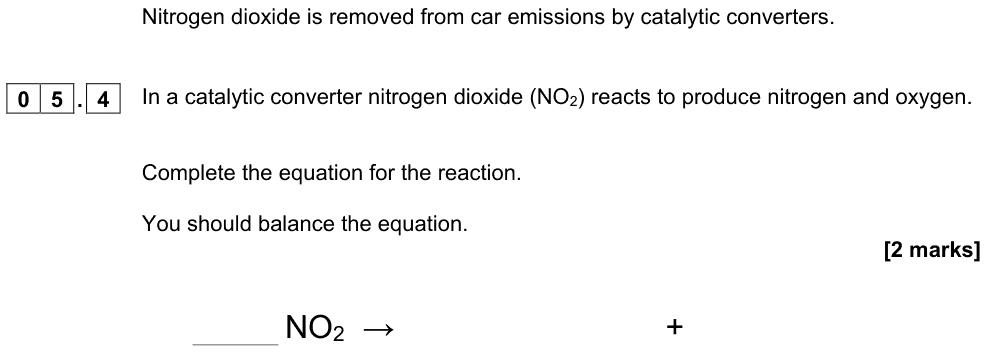 Nitrogen dioxide is removed from car emissions by catalytic converters.
0 5 . 4 In a catalytic converter nitrogen dioxide (NO₂) reacts to produce nitrogen and oxygen.
Complete the equation for the reaction.
You should balance the equation.
[2 marks]
_____ NO₂ → +